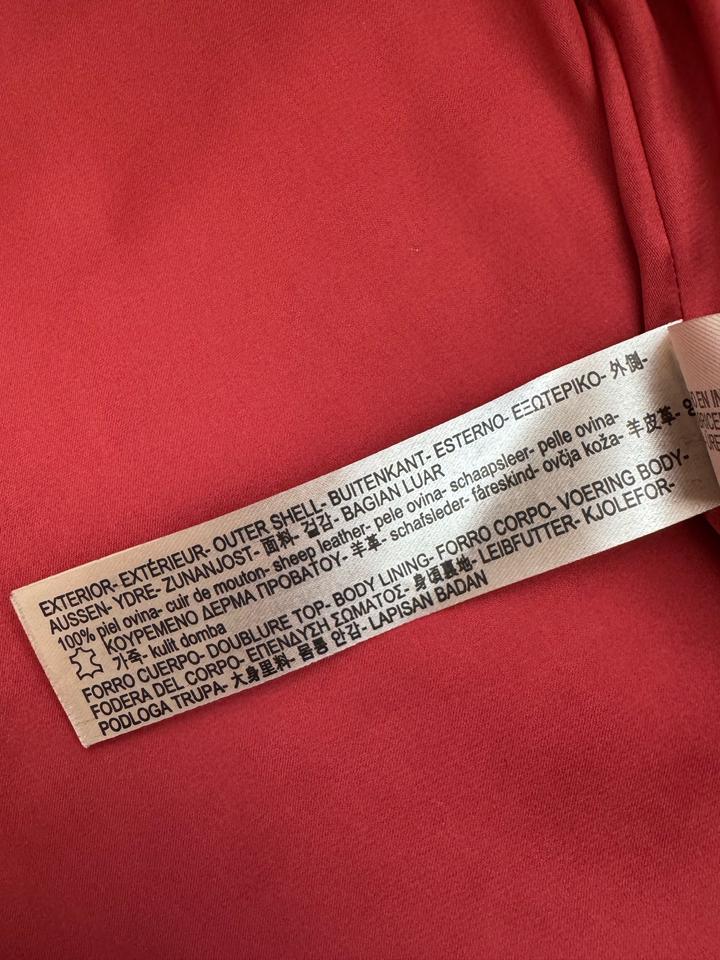 EXTERIOR- EXTÉRIEUR- OUTER SHELL- BUITENKANT- ESTERNO- ΕΞΩΤΕΡΙΚΟ- 外側-
AUSSEN- YDRE- ZUNANJOST- 面料- 겉감- BAGIAN LUAR
100% piel ovina- cuir de mouton- sheep leather- pele ovina- schaapsleer- pelle ovina-
ΚΟΥΡΕΜΕΝΟ ΔΕΡΜΑ ΠΡΟΒΑΤΟΥ- 羊革- schafsleder- fåreskind- ovčja koža- 羊皮革-
가죽- kulit domba
FORRO CUERPO- DOUBLURE TOP- BODY LINING- FORRO CORPO- VOERING BODY-
FODERA DEL CORPO- ΕΠΕΝΔΥΣΗ ΣΩΜΑΤΟΣ- 身頃裏地- LEIBFUTTER- KJOLEFOR-
PODLOGA TRUPA- 大身里料- 몸통 안감- LAPISAN BADAN
EN IN